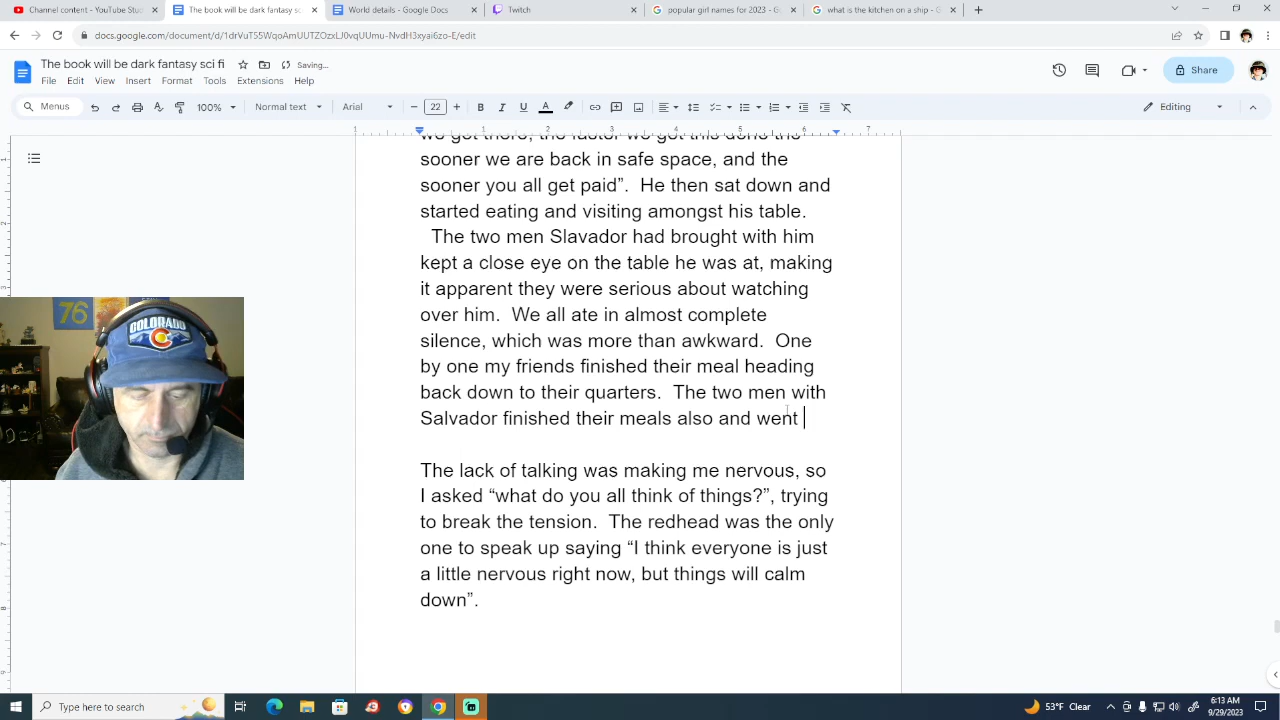 Channel content - YouTube Stu
The book will be dark fantasy sc
World details - Google Docs
Twitch
popular girl names for 2023 - G
what is the kitchen on a ship - G
docs.google.com/document/d/1drVuT55WqoAmUUTZOzxLJ0vqUUmu-NvdH3xyai6zo-E/edit
The book will be dark fantasy sci fi
Saving...
File Edit View Insert Format Tools Extensions Help
Share
Menus
100%
Normal text
Arial
22
Editing
sooner we are back in safe space, and the
sooner you all get paid”. He then sat down and
started eating and visiting amongst his table.
The two men Slavador had brought with him
kept a close eye on the table he was at, making
it apparent they were serious about watching
over him. We all ate in almost complete
silence, which was more than awkward. One
by one my friends finished their meal heading
back down to their quarters. The two men with
Salvador finished their meals also and went
The lack of talking was making me nervous, so
I asked “what do you all think of things?”, trying
to break the tension. The redhead was the only
one to speak up saying “I think everyone is just
a little nervous right now, but things will calm
down”.
76
COLORADO
Type here to search
53°F Clear
6:13 AM
9/29/2023